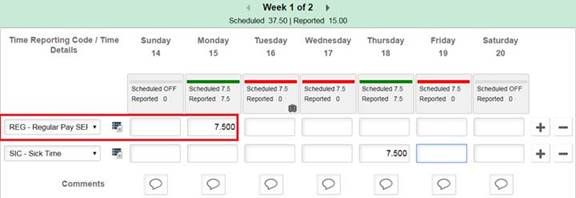 Week 1 of 2
Scheduled 37.50 | Reported 15.00
Time Reporting Code / Time Details
Sunday 14
Monday 15
Tuesday 16
Wednesday 17
Thursday 18
Friday 19
Saturday 20
Scheduled OFF
Reported 0
Scheduled 7.5
Reported 7.5
Scheduled 7.5
Reported 0
Scheduled 7.5
Reported 0
Scheduled 7.5
Reported 7.5
Scheduled 7.5
Reported 0
Scheduled OFF
Reported 0
REG - Regular Pay SEI
7.500
SIC - Sick Time
7.500
Comments